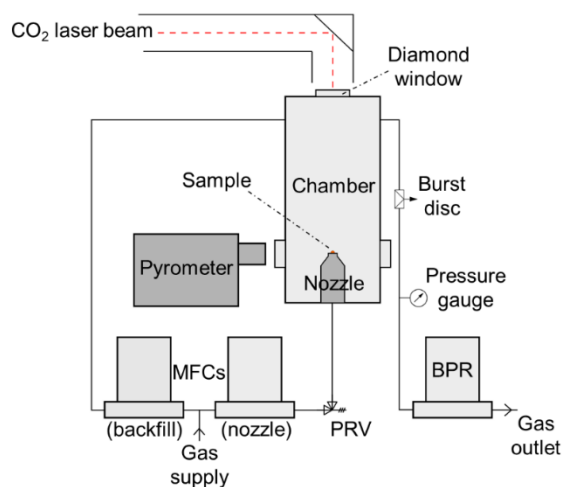 CO₂ laser beam
Diamond
window
Sample
Chamber
Burst
disc
Pyrometer
Nozzle
Pressure
gauge
MFCs
BPR
(backfill)
(nozzle)
PRV
Gas
supply
Gas
outlet